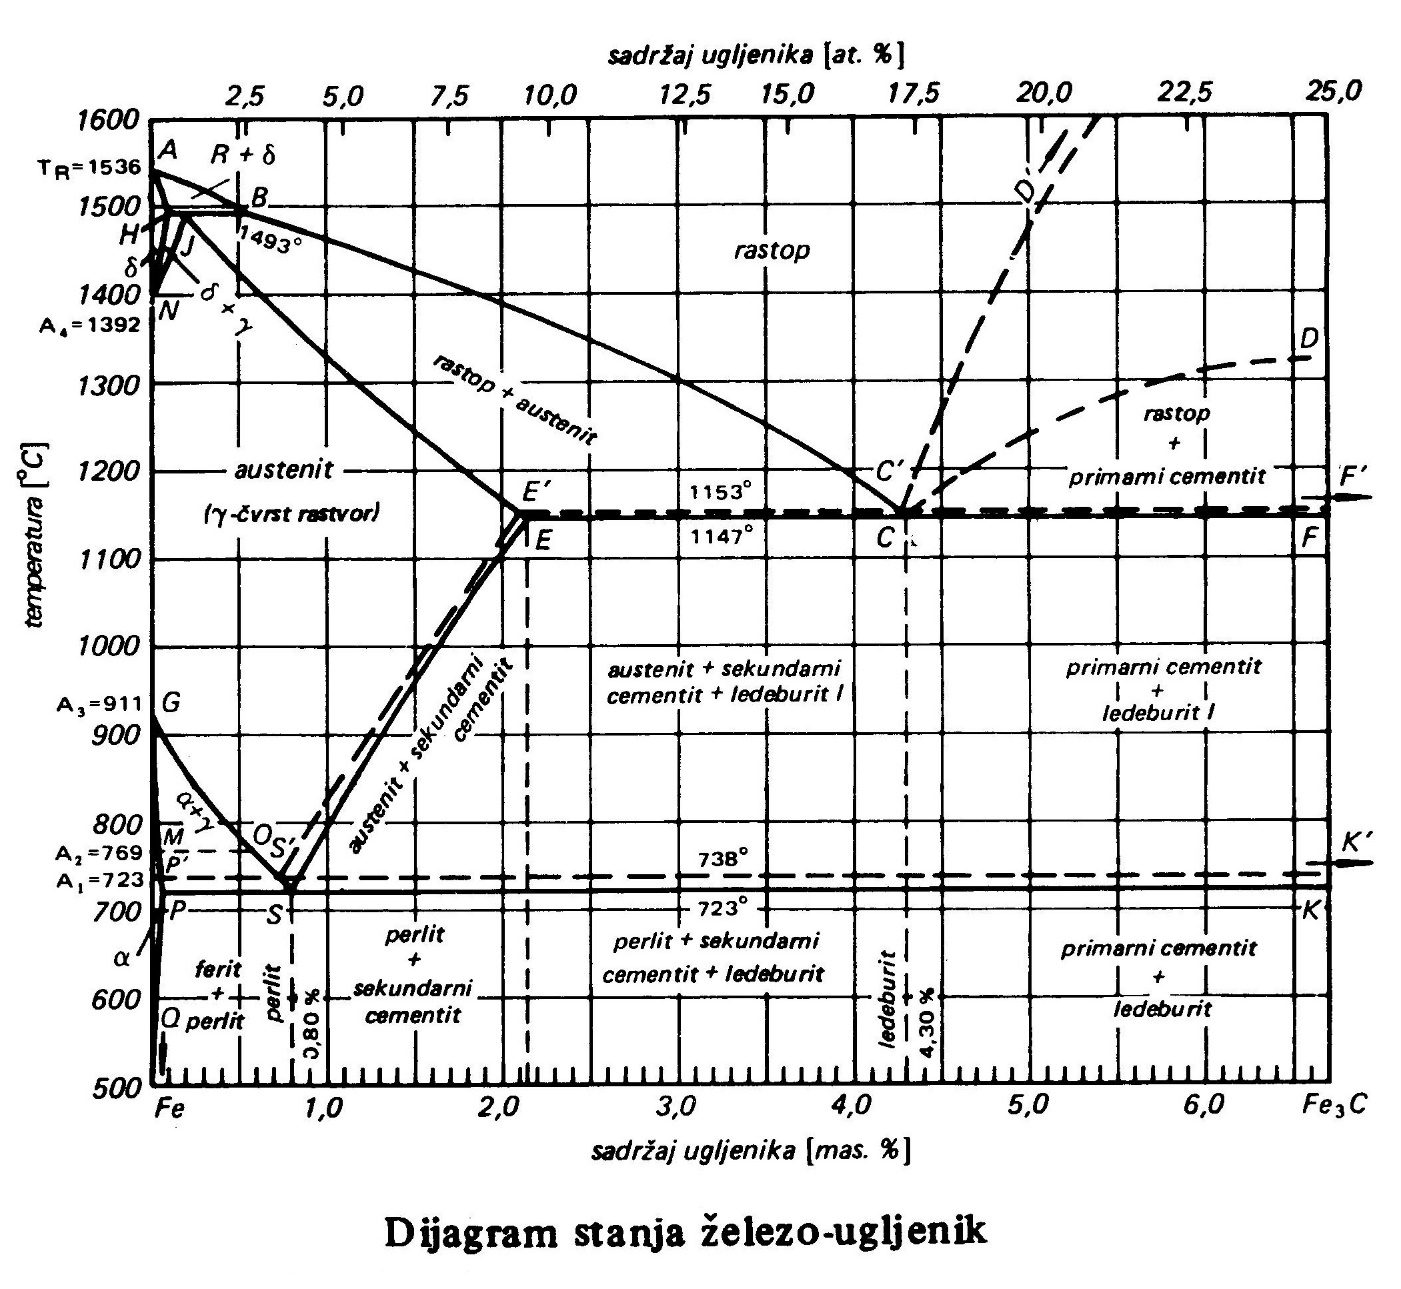 sadržaj ugljenika [at. %]
2,5 5,0 7,5 10,0 12,5 15,0 17,5 20,0 22,5 25,0
1600
A
R + δ
T_R=1536
B
1500
H
J
1493°
D'
rastop
δ
1400
N
δ + γ
A₄=1392
D
1300
rastop + austenit
rastop
+
primarni cementit
austenit
(γ-čvrst rastvor)
1200
C'
F'
E'
1153°
E
1147°
C
F
1100
temperatura [°C]
1000
austenit + sekundarni
cementit
austenit + sekundarni
cementit + ledeburit I
primarni cementit
+
ledeburit I
A₃=911
G
900
α+γ
800
M
O
S'
A₂=769
P'
738°
K'
A₁=723
700
P
S
723°
K
α
ferit
+
perlit
perlit
0,80 %
perlit
+
sekundarni
cementit
perlit + sekundarni
cementit + ledeburit
ledeburit
4,30 %
primarni cementit
+
ledeburit
600
Q
500
Fe 1,0 2,0 3,0 4,0 5,0 6,0 Fe₃C
sadržaj ugljenika [mas. %]
Dijagram stanja železo-ugljenik